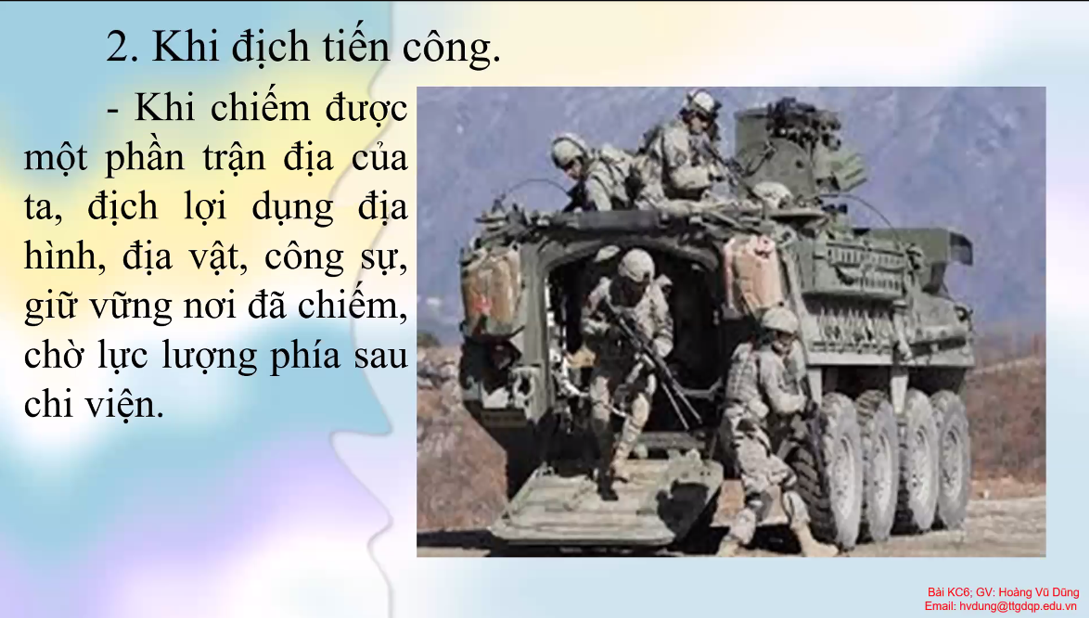 2. Khi địch tiến công.
- Khi chiếm được
một phần trận địa của
ta, địch lợi dụng địa
hình, địa vật, công sự,
giữ vững nơi đã chiếm,
chờ lực lượng phía sau
chi viện.
Bài KC6; GV: Hoàng Vũ Dũng
Email: hvdung@ttgdqp.edu.vn